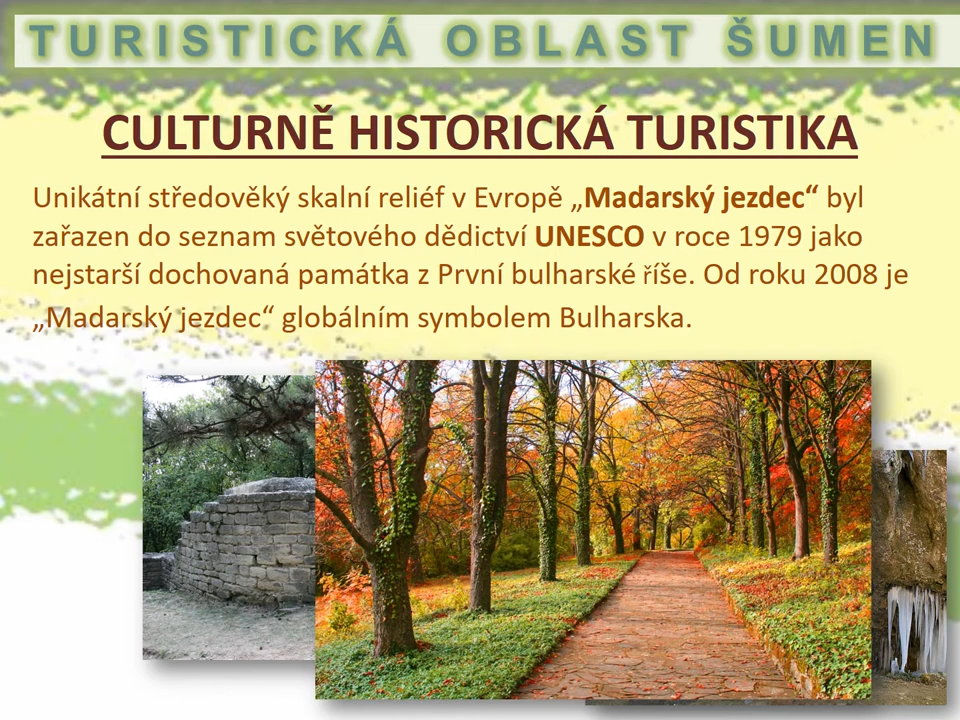 TURISTICKÁ OBLAST ŠUMEN
CULTURNĚ HISTORICKÁ TURISTIKA
Unikátní středověký skalní reliéf v Evropě „Madarský jezdec“ byl
zařazen do seznam světového dědictví UNESCO v roce 1979 jako
nejstarší dochovaná památka z První bulharské říše. Od roku 2008 je
„Madarský jezdec“ globálním symbolem Bulharska.